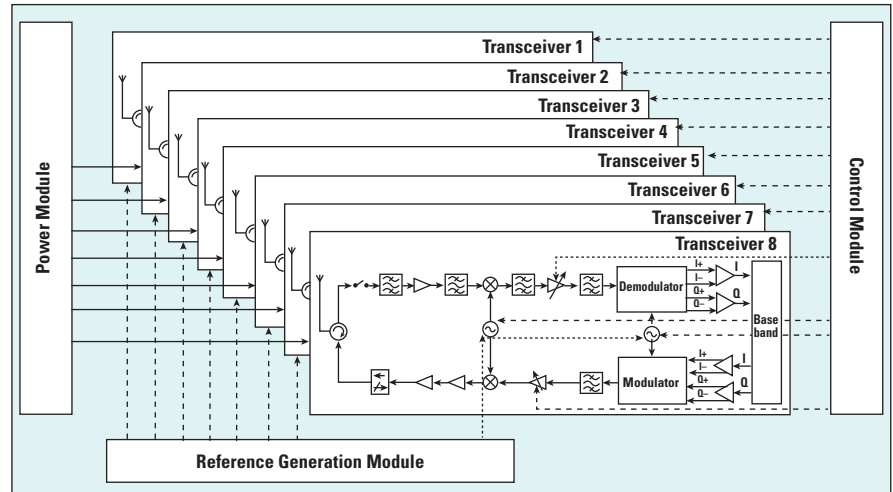 Transceiver 1
Transceiver 2
Transceiver 3
Transceiver 4
Transceiver 5
Transceiver 6
Transceiver 7
Transceiver 8
Power Module
Control Module
I+
I–
Q+
Q–
I
Q
Demodulator
Base
band
I+
I–
Q+
Q–
I
Q
Modulator
Reference Generation Module